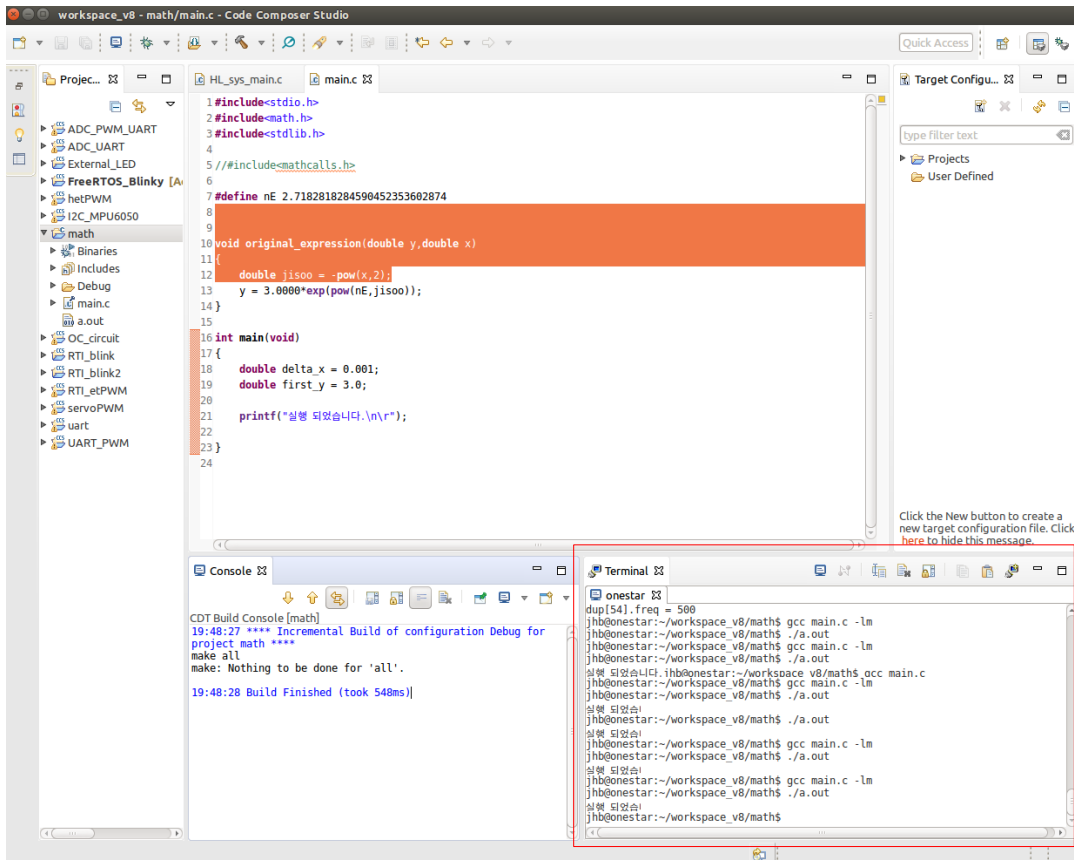 workspace_v8 - math/main.c - Code Composer Studio
Quick Access
Projec...
ADC_PWM_UART
ADC_UART
External_LED
FreeRTOS_Blinky [A
hetPWM
I2C_MPU6050
math
Binaries
Includes
Debug
main.c
a.out
OC_circuit
RTI_blink
RTI_blink2
RTI_etPWM
servoPWM
uart
UART_PWM
HL_sys_main.c
main.c
1 #include<stdio.h>
2 #include<math.h>
3 #include<stdlib.h>
4
5 //#include<mathcalls.h>
6
7 #define nE 2.7182818284590452353602874
8
9
10 void original_expression(double y,double x)
11 {
12 double jisoo = -pow(x,2);
13 y = 3.0000*exp(pow(nE,jisoo));
14 }
15
16 int main(void)
17 {
18 double delta_x = 0.001;
19 double first_y = 3.0;
20
21 printf("실행 되었습니다.\n\r");
22
23 }
24
Target Configu...
type filter text
Projects
User Defined
Click the New button to create a
new target configuration file. Click
here to hide this message.
Console
CDT Build Console [math]
19:48:27 **** Incremental Build of configuration Debug for
project math ****
make all
make: Nothing to be done for 'all'.
19:48:28 Build Finished (took 548ms)
Terminal
onestar
dup[54].freq = 500
jhb@onestar:~/workspace_v8/math$ gcc main.c -lm
jhb@onestar:~/workspace_v8/math$ ./a.out
jhb@onestar:~/workspace_v8/math$ gcc main.c -lm
jhb@onestar:~/workspace_v8/math$ ./a.out
실행 되었습니다.jhb@onestar:~/workspace_v8/math$ gcc main.c
jhb@onestar:~/workspace_v8/math$ gcc main.c -lm
jhb@onestar:~/workspace_v8/math$ ./a.out
실행 되었습
jhb@onestar:~/workspace_v8/math$ ./a.out
실행 되었습
jhb@onestar:~/workspace_v8/math$ gcc main.c -lm
jhb@onestar:~/workspace_v8/math$ ./a.out
실행 되었습
jhb@onestar:~/workspace_v8/math$ gcc main.c -lm
jhb@onestar:~/workspace_v8/math$ ./a.out
실행 되었습
jhb@onestar:~/workspace_v8/math$